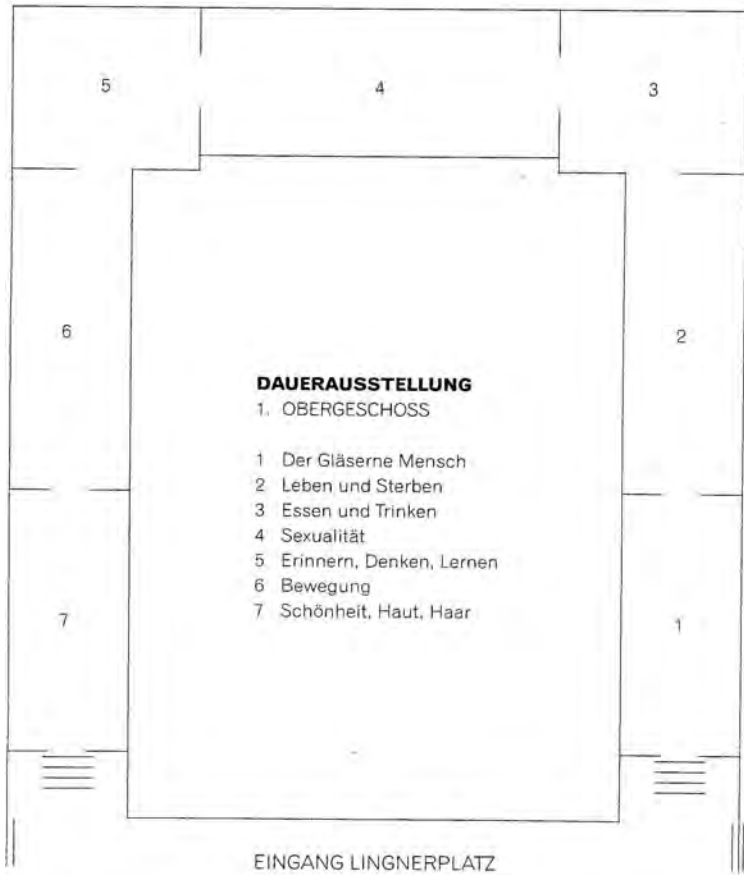 5
4
3
6
2
DAUERAUSSTELLUNG
1. OBERGESCHOSS
1 Der Gläserne Mensch
2 Leben und Sterben
3 Essen und Trinken
4 Sexualität
5 Erinnern, Denken, Lernen
6 Bewegung
7 Schönheit, Haut, Haar
7
1
EINGANG LINGNERPLATZ